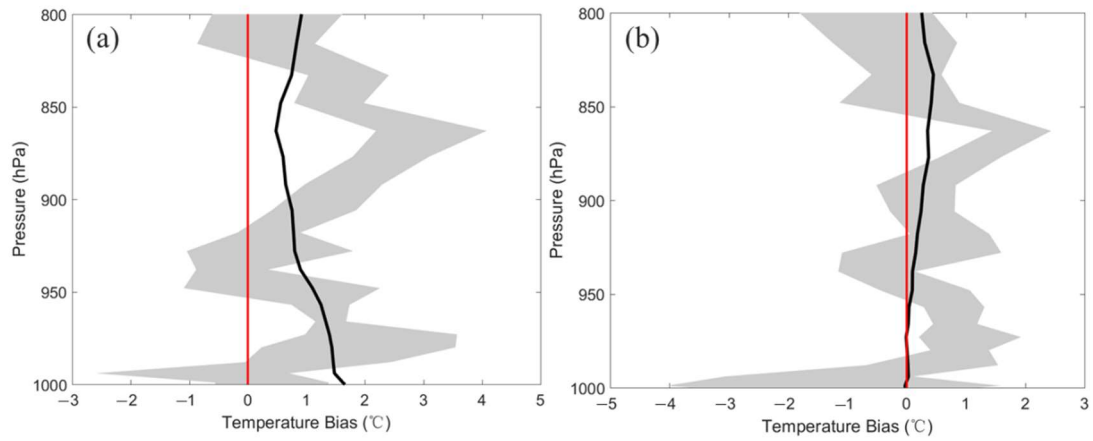 (a)
800
850
900
950
1000
Pressure (hPa)
−3 −2 −1 0 1 2 3 4 5
Temperature Bias (℃)
(b)
800
850
900
950
1000
Pressure (hPa)
−5 −4 −3 −2 −1 0 1 2 3
Temperature Bias (℃)